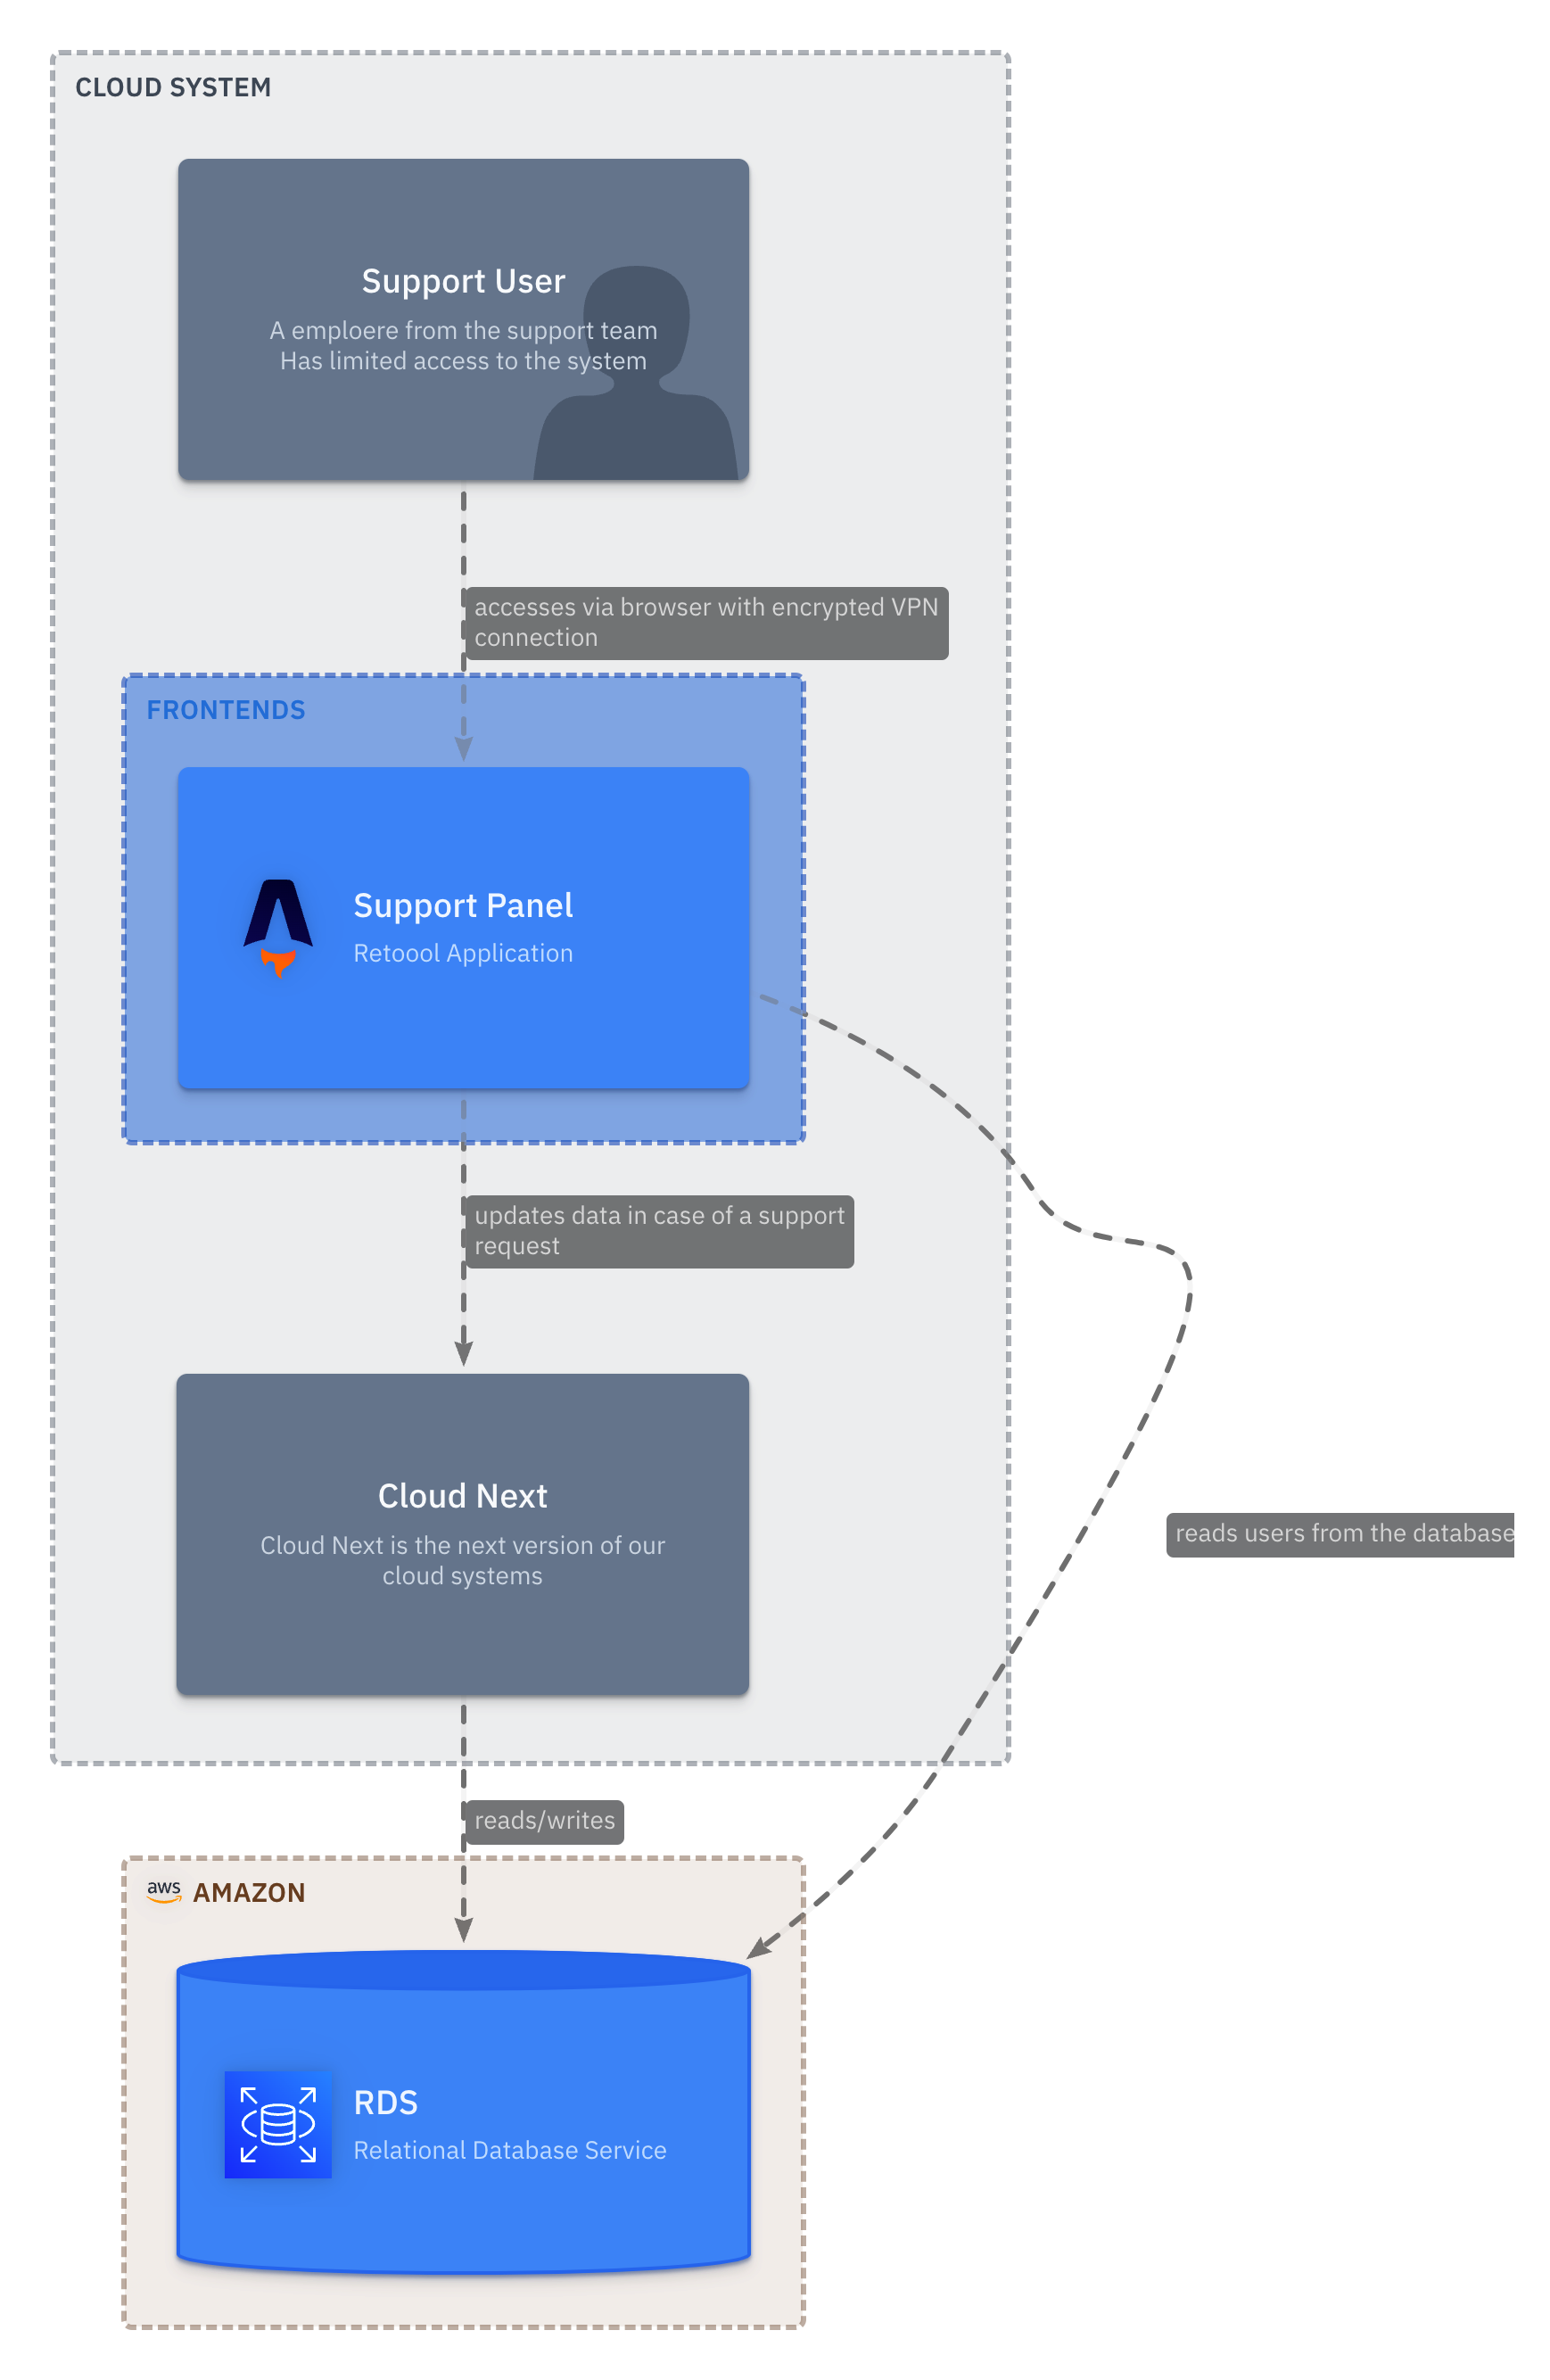 CLOUD SYSTEM
Support User
A emploere from the support team
Has limited access to the system
accesses via browser with encrypted VPN
connection
FRONTENDS
Support Panel
Retoool Application
updates data in case of a support
request
Cloud Next
Cloud Next is the next version of our
cloud systems
reads users from the database
reads/writes
aws AMAZON
RDS
Relational Database Service